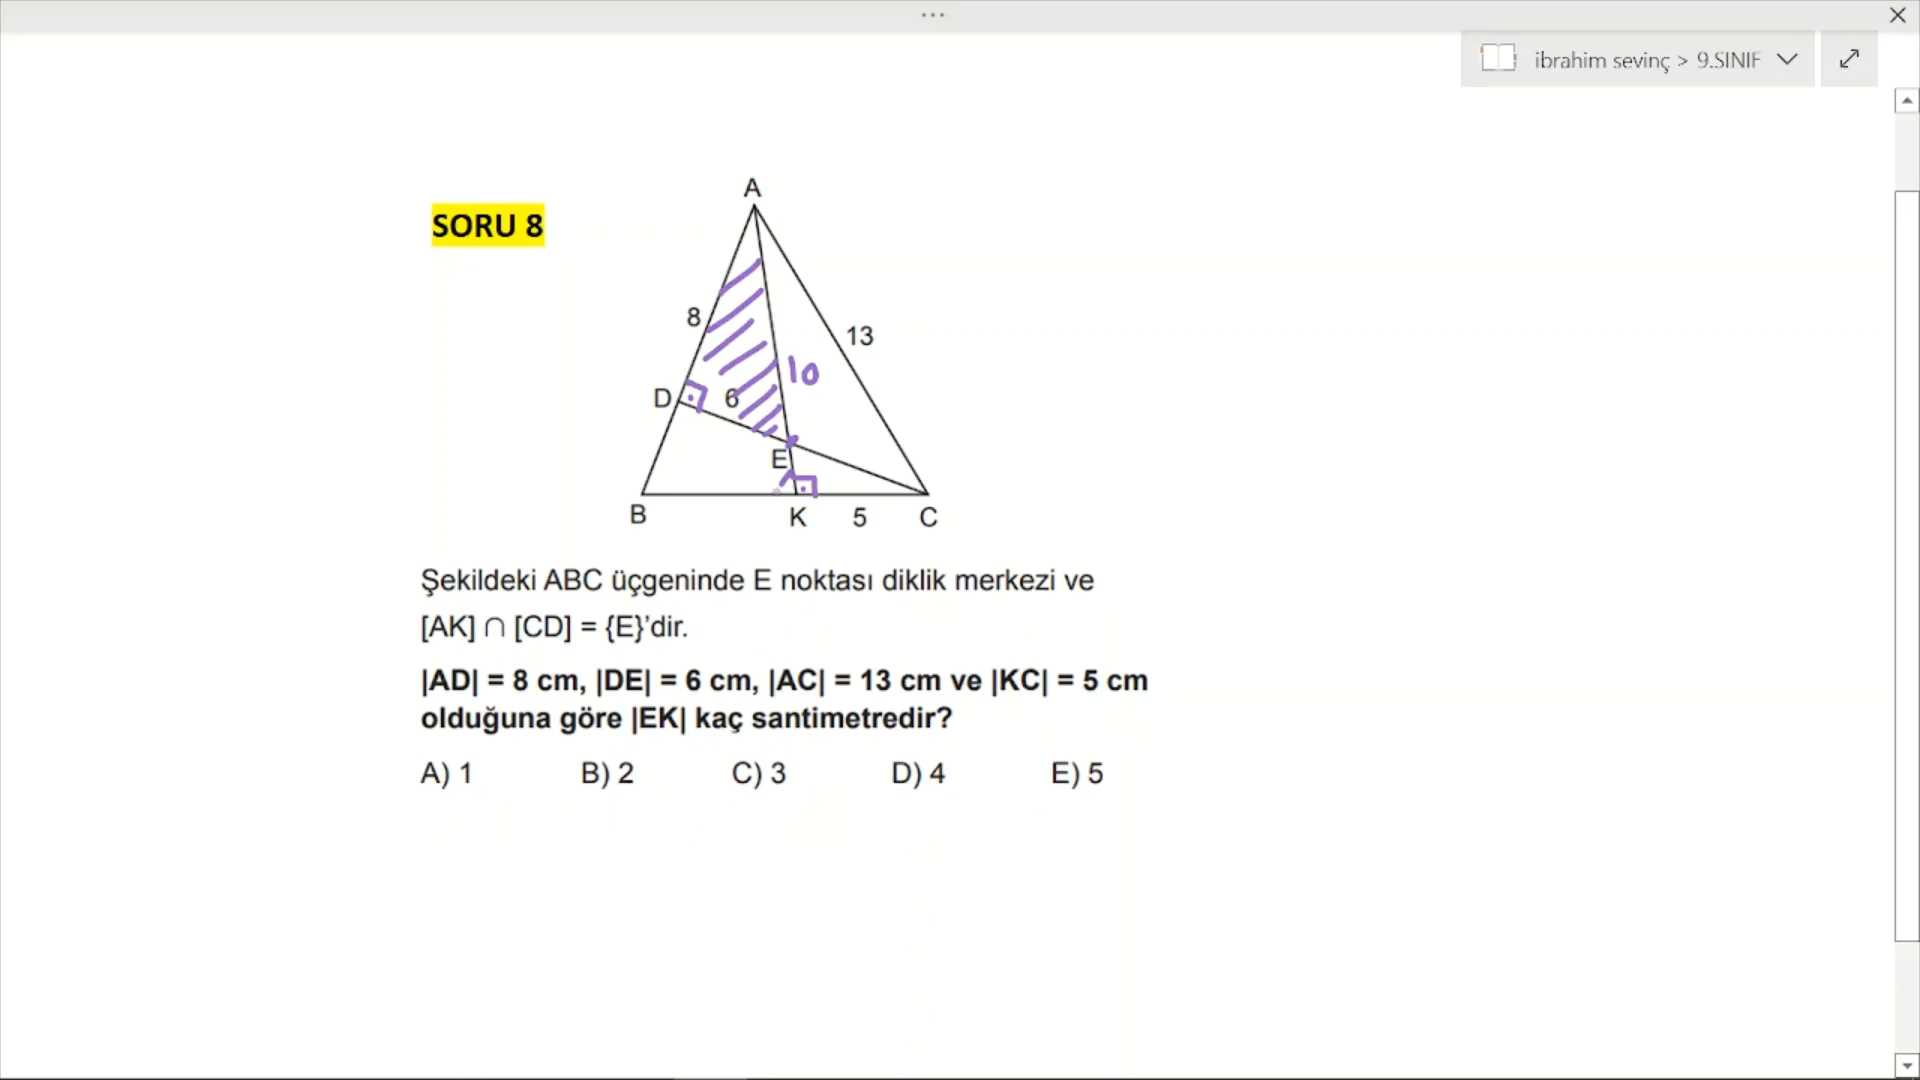 ibrahim sevinç > 9.SINIF
SORU 8
A
8
13
10
D
6
E
B
K
5
C
Şekildeki ABC üçgeninde E noktası diklik merkezi ve
[AK] ∩ [CD] = {E}’dir.
|AD| = 8 cm, |DE| = 6 cm, |AC| = 13 cm ve |KC| = 5 cm
olduğuna göre |EK| kaç santimetredir?
A) 1 B) 2 C) 3 D) 4 E) 5